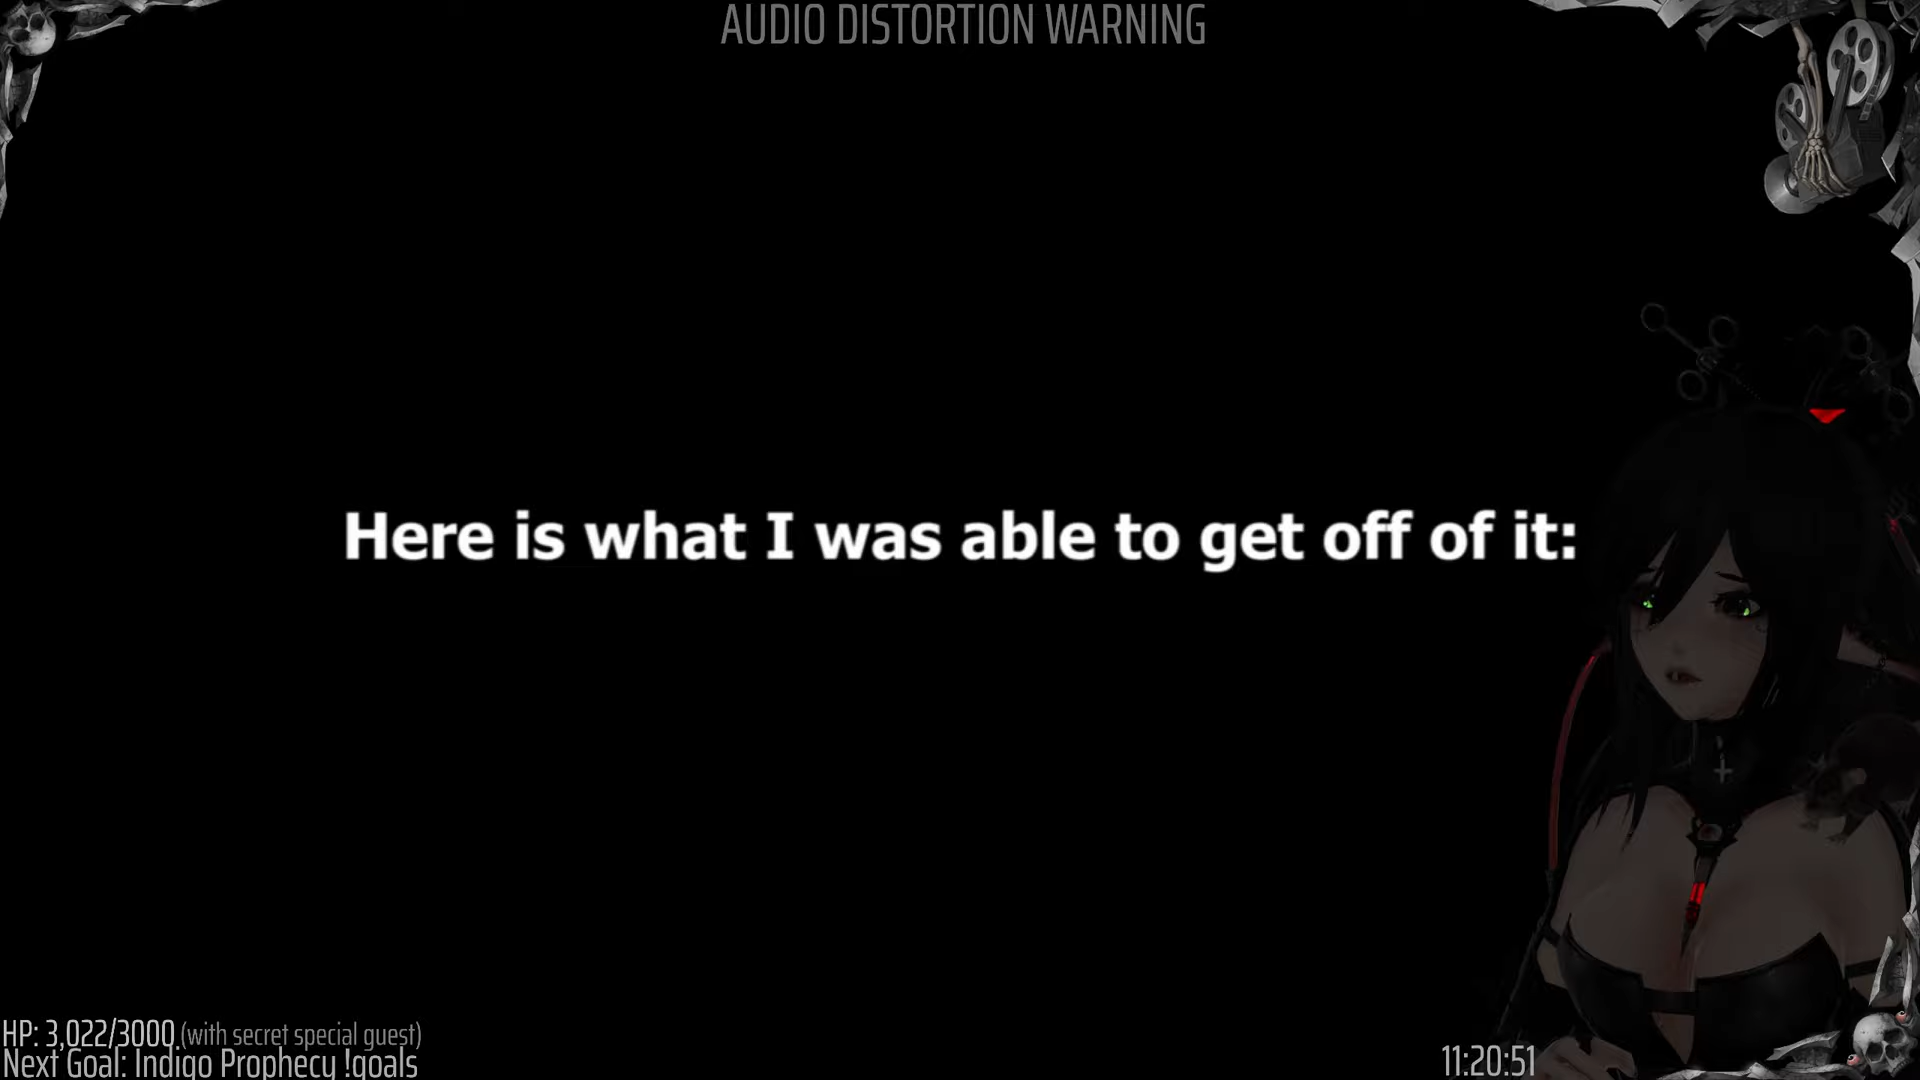 AUDIO DISTORTION WARNING
Here is what I was able to get off of it:
HP: 3,022/3000 (with secret special guest)
Next Goal: Indigo Prophecy !goals
11:20:51